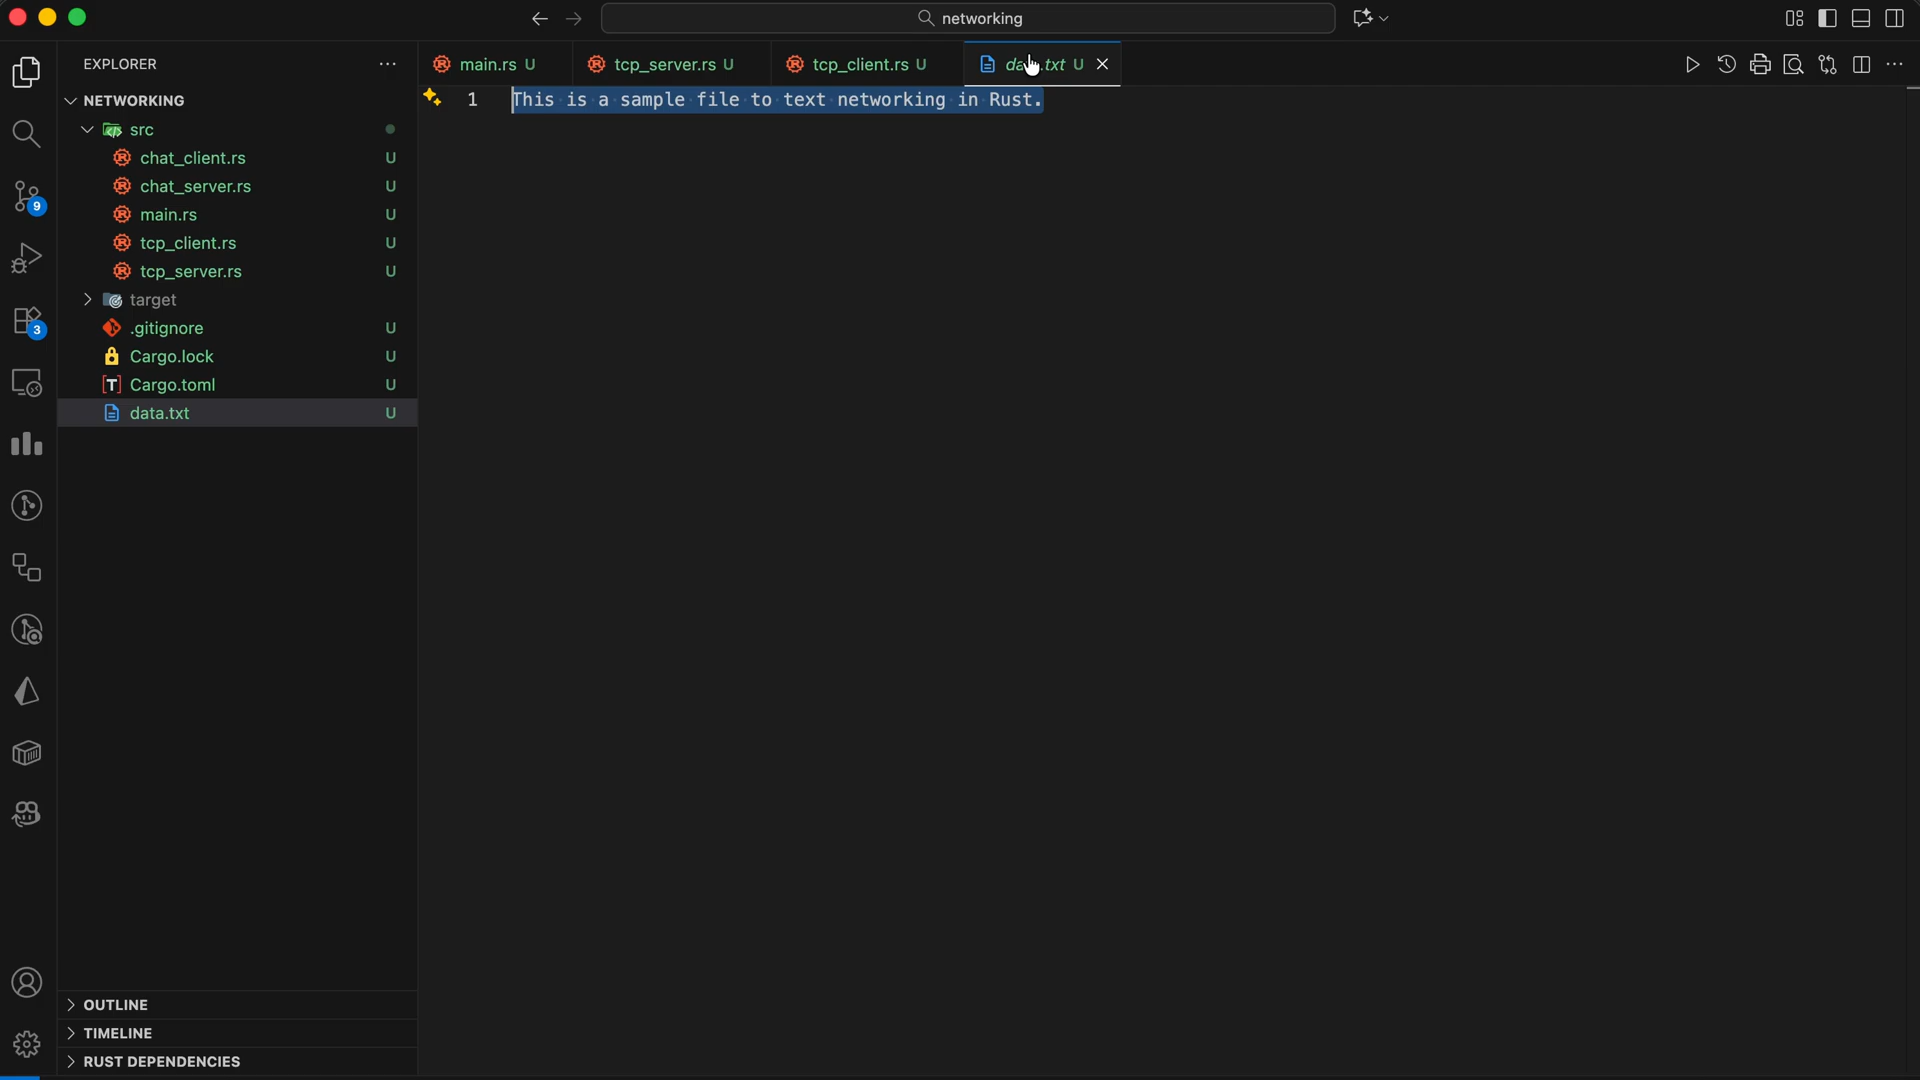 networking
EXPLORER
NETWORKING
src
chat_client.rs U
chat_server.rs U
main.rs U
tcp_client.rs U
tcp_server.rs U
target
.gitignore U
Cargo.lock U
Cargo.toml U
data.txt U
9
3
OUTLINE
TIMELINE
RUST DEPENDENCIES
main.rs U
tcp_server.rs U
tcp_client.rs U
U
1 This is a sample file to text networking in Rust.